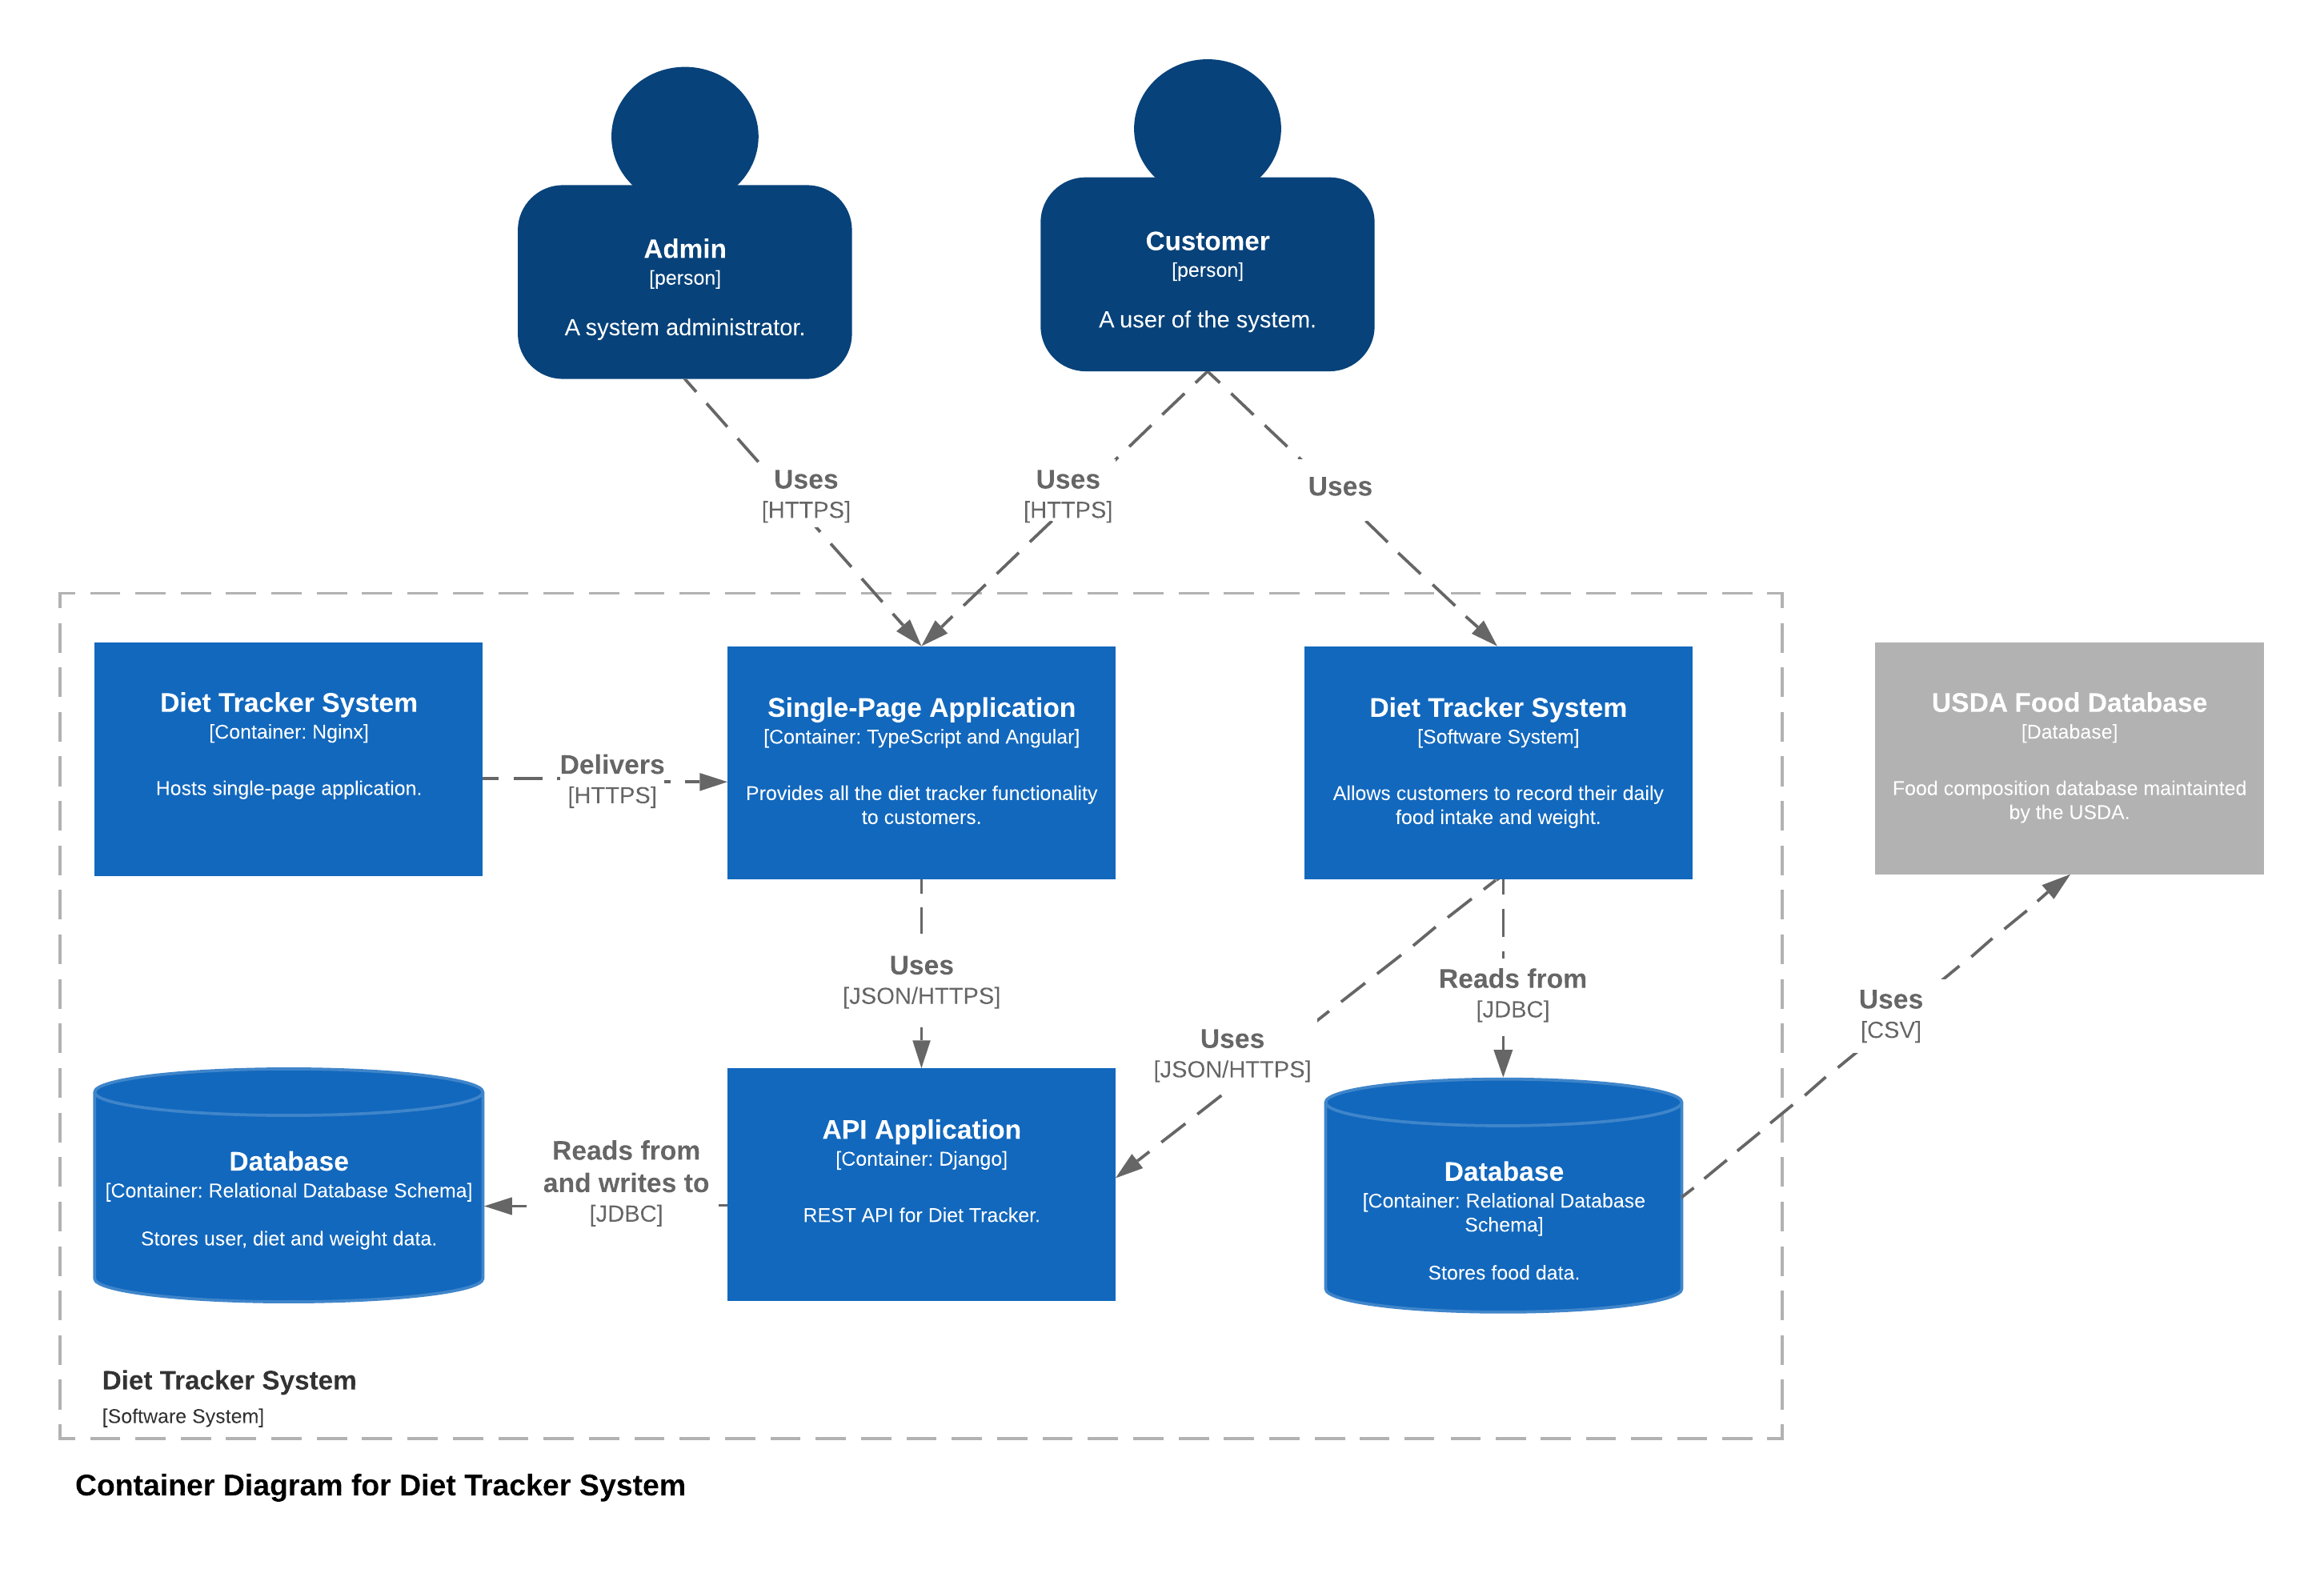 Admin
[person]
A system administrator.
Customer
[person]
A user of the system.
Uses
[HTTPS]
Uses
[HTTPS]
Uses
Diet Tracker System
[Container: Nginx]
Hosts single-page application.
Delivers
[HTTPS]
Single-Page Application
[Container: TypeScript and Angular]
Provides all the diet tracker functionality
to customers.
Diet Tracker System
[Software System]
Allows customers to record their daily
food intake and weight.
USDA Food Database
[Database]
Food composition database maintainted
by the USDA.
Uses
[JSON/HTTPS]
Uses
[JSON/HTTPS]
Reads from
[JDBC]
Uses
[CSV]
Database
[Container: Relational Database Schema]
Stores user, diet and weight data.
Reads from
and writes to
[JDBC]
API Application
[Container: Django]
REST API for Diet Tracker.
Database
[Container: Relational Database
Schema]
Stores food data.
Diet Tracker System
[Software System]
Container Diagram for Diet Tracker System